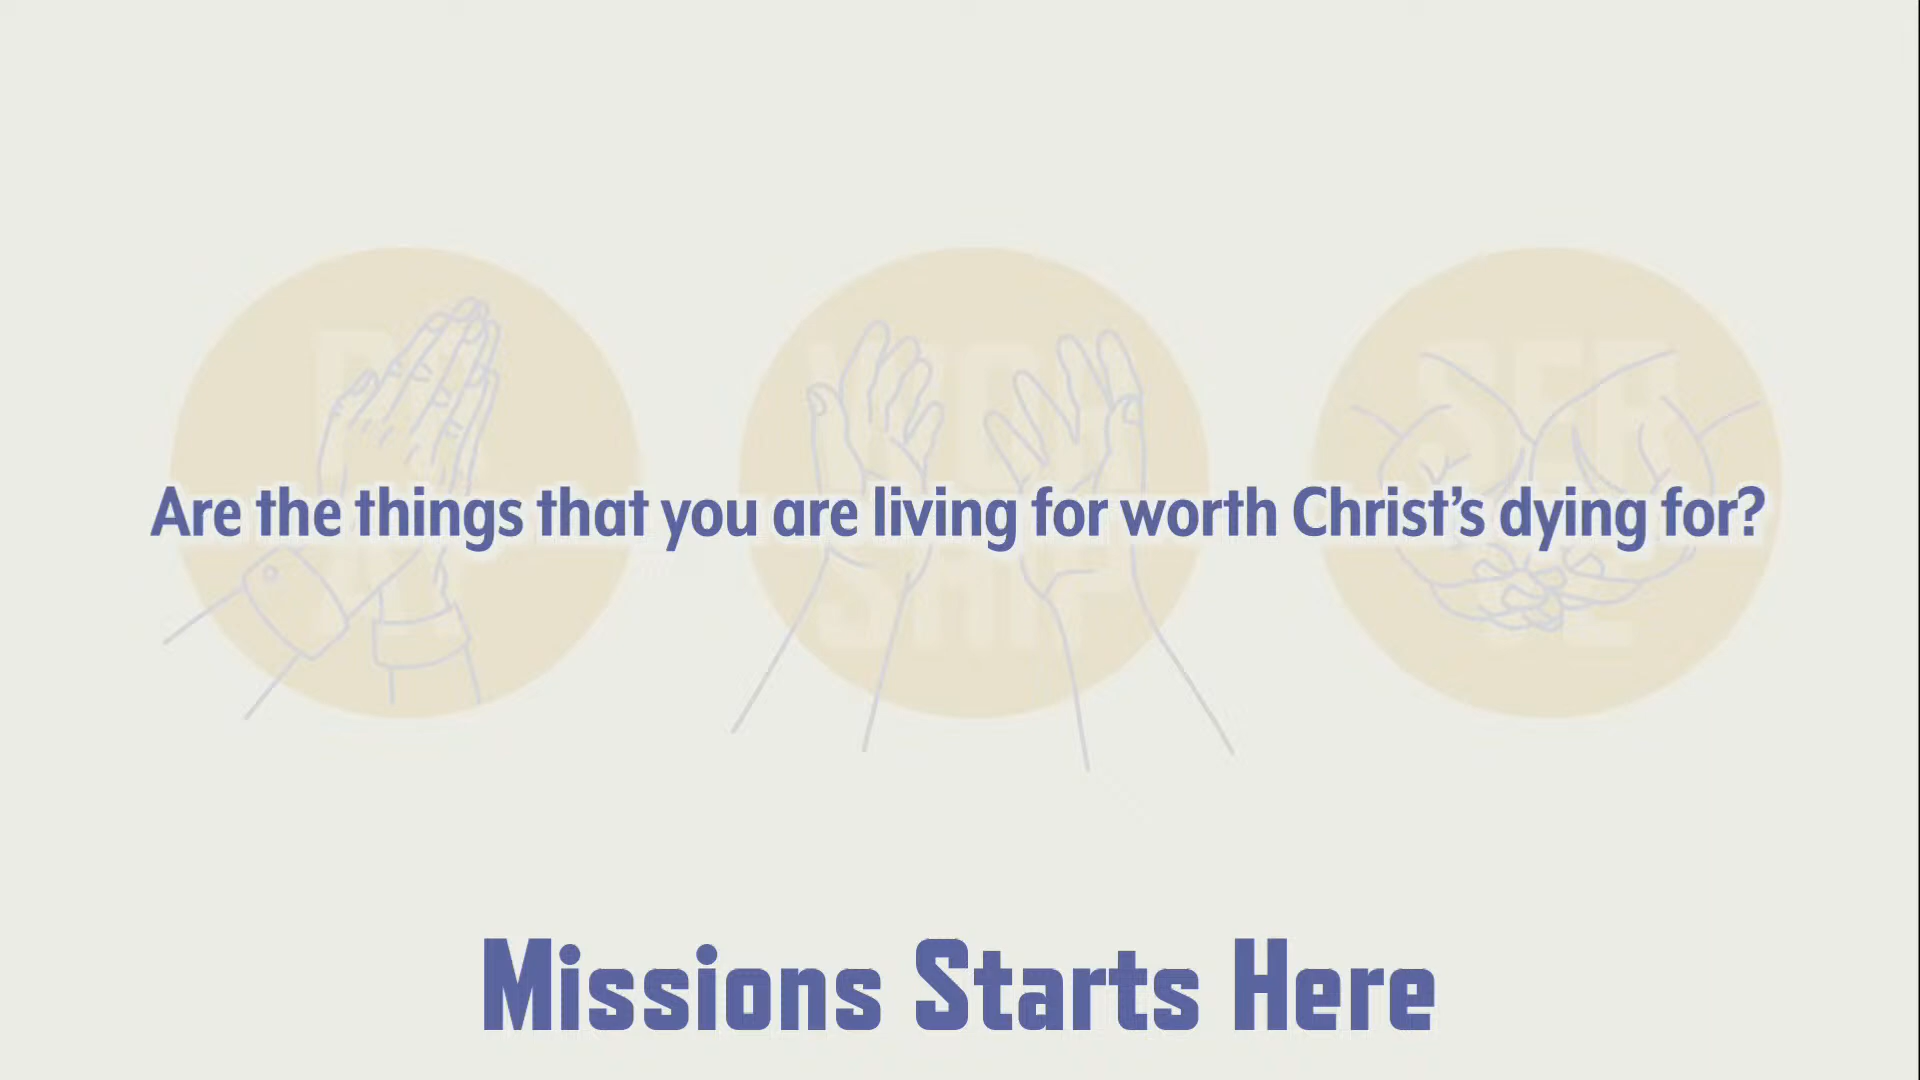 Are the things that you are living for worth Christ's dying for?
Missions Starts Here